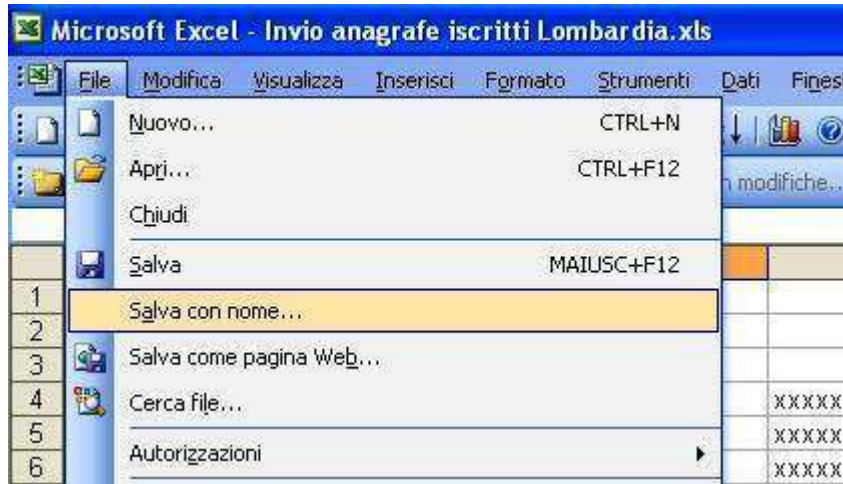 Microsoft Excel - Invio anagrafe iscritti Lombardia.xls
File Modifica Visualizza Inserisci Formato Strumenti Dati Fines
Nuovo... CTRL+N
Apri... CTRL+F12
n modifiche...
Chiudi
Salva MAIUSC+F12
1
Salva con nome...
2
3 Salva come pagina Web...
4 Cerca file... xxxxx
5 xxxxx
Autorizzazioni
6 xxxxx